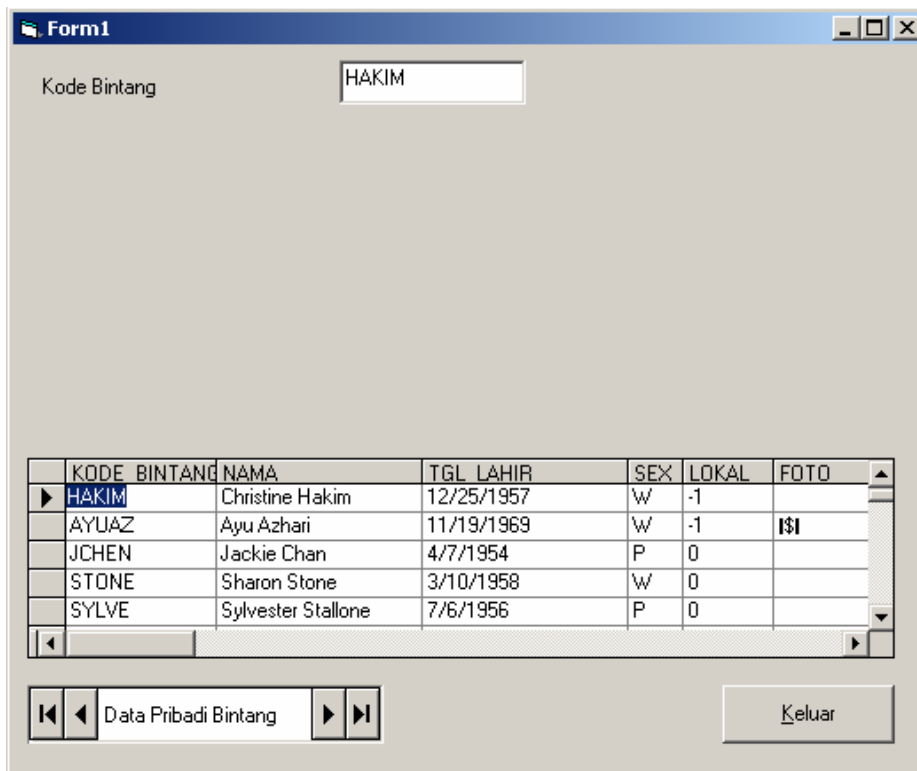 Form1
Kode Bintang HAKIM
KODE_BINTANG NAMA TGL_LAHIR SEX LOKAL FOTO
HAKIM Christine Hakim 12/25/1957 W -1
AYUAZ Ayu Azhari 11/19/1969 W -1 |$|
JCHEN Jackie Chan 4/7/1954 P 0
STONE Sharon Stone 3/10/1958 W 0
SYLVE Sylvester Stallone 7/6/1956 P 0
Data Pribadi Bintang Keluar